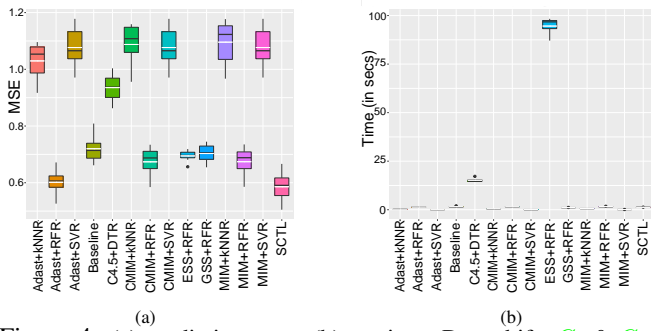 1.2
1.0
0.8
0.6
MSE
Adast+kNNR
Adast+RFR
Adast+SVR
Baseline
C4.5+DTR
CMIM+kNNR
CMIM+RFR
CMIM+SVR
ESS+RFR
GSS+RFR
MIM+kNNR
MIM+RFR
MIM+SVR
SCTL
(a)
100
75
50
25
0
Time (in secs)
Adast+kNNR
Adast+RFR
Adast+SVR
Baseline
C4.5+DTR
CMIM+kNNR
CMIM+RFR
CMIM+SVR
ESS+RFR
GSS+RFR
MIM+kNNR
MIM+RFR
MIM+SVR
SCTL
(b)